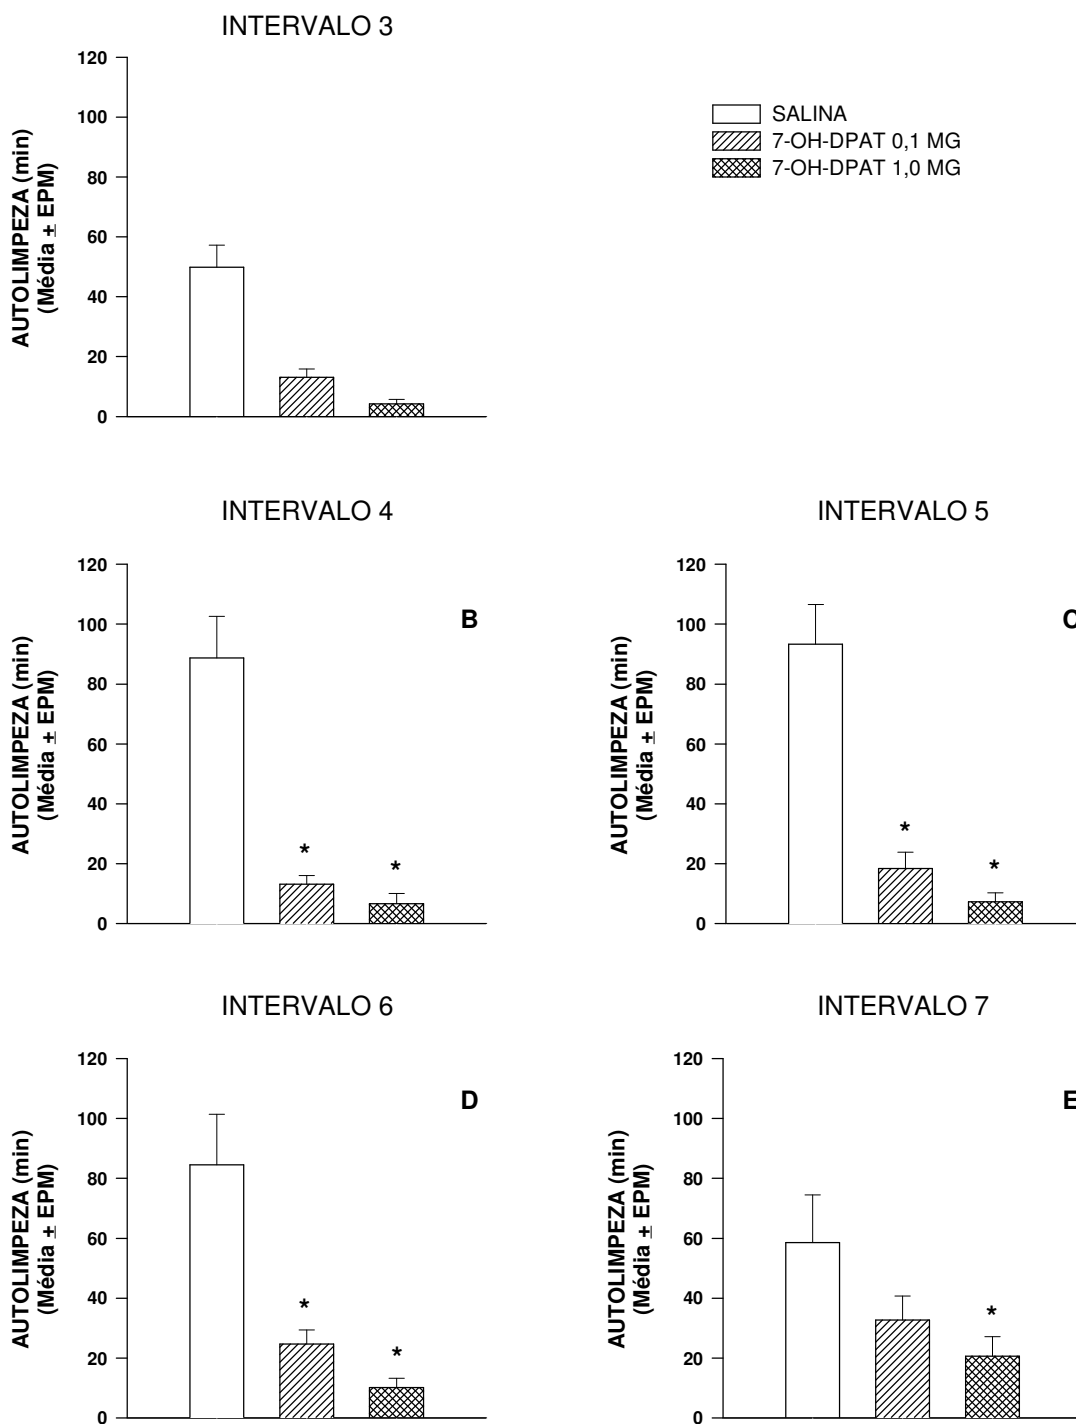 INTERVALO 3
120
100
80
60
40
20
0
AUTOLIMPEZA (min)
(Média ± EPM)
SALINA
7-OH-DPAT 0,1 MG
7-OH-DPAT 1,0 MG
INTERVALO 4
120
100
80
60
40
20
0
AUTOLIMPEZA (min)
(Média ± EPM)
B
*
*
INTERVALO 5
120
100
80
60
40
20
0
AUTOLIMPEZA (min)
(Média ± EPM)
C
*
*
INTERVALO 6
120
100
80
60
40
20
0
AUTOLIMPEZA (min)
(Média ± EPM)
D
*
*
INTERVALO 7
120
100
80
60
40
20
0
AUTOLIMPEZA (min)
(Média ± EPM)
E
*